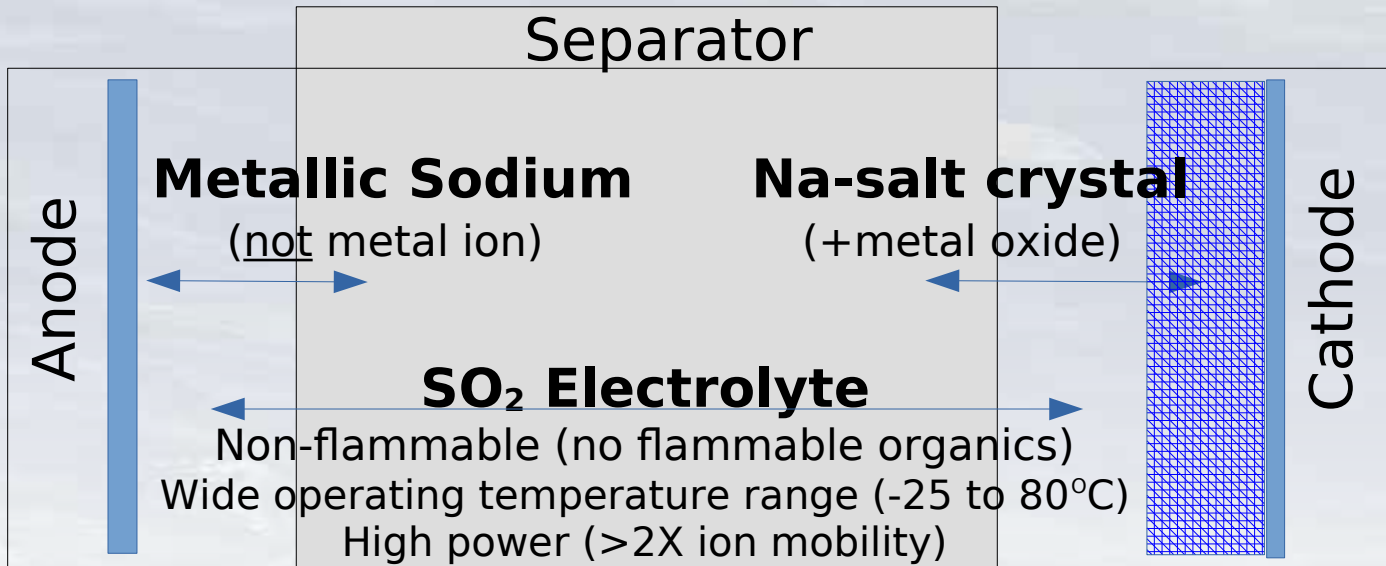 Separator
Anode
Metallic Sodium
(not metal ion)
Na-salt crystal
(+metal oxide)
Cathode
SO₂ Electrolyte
Non-flammable (no flammable organics)
Wide operating temperature range (-25 to 80°C)
High power (>2X ion mobility)